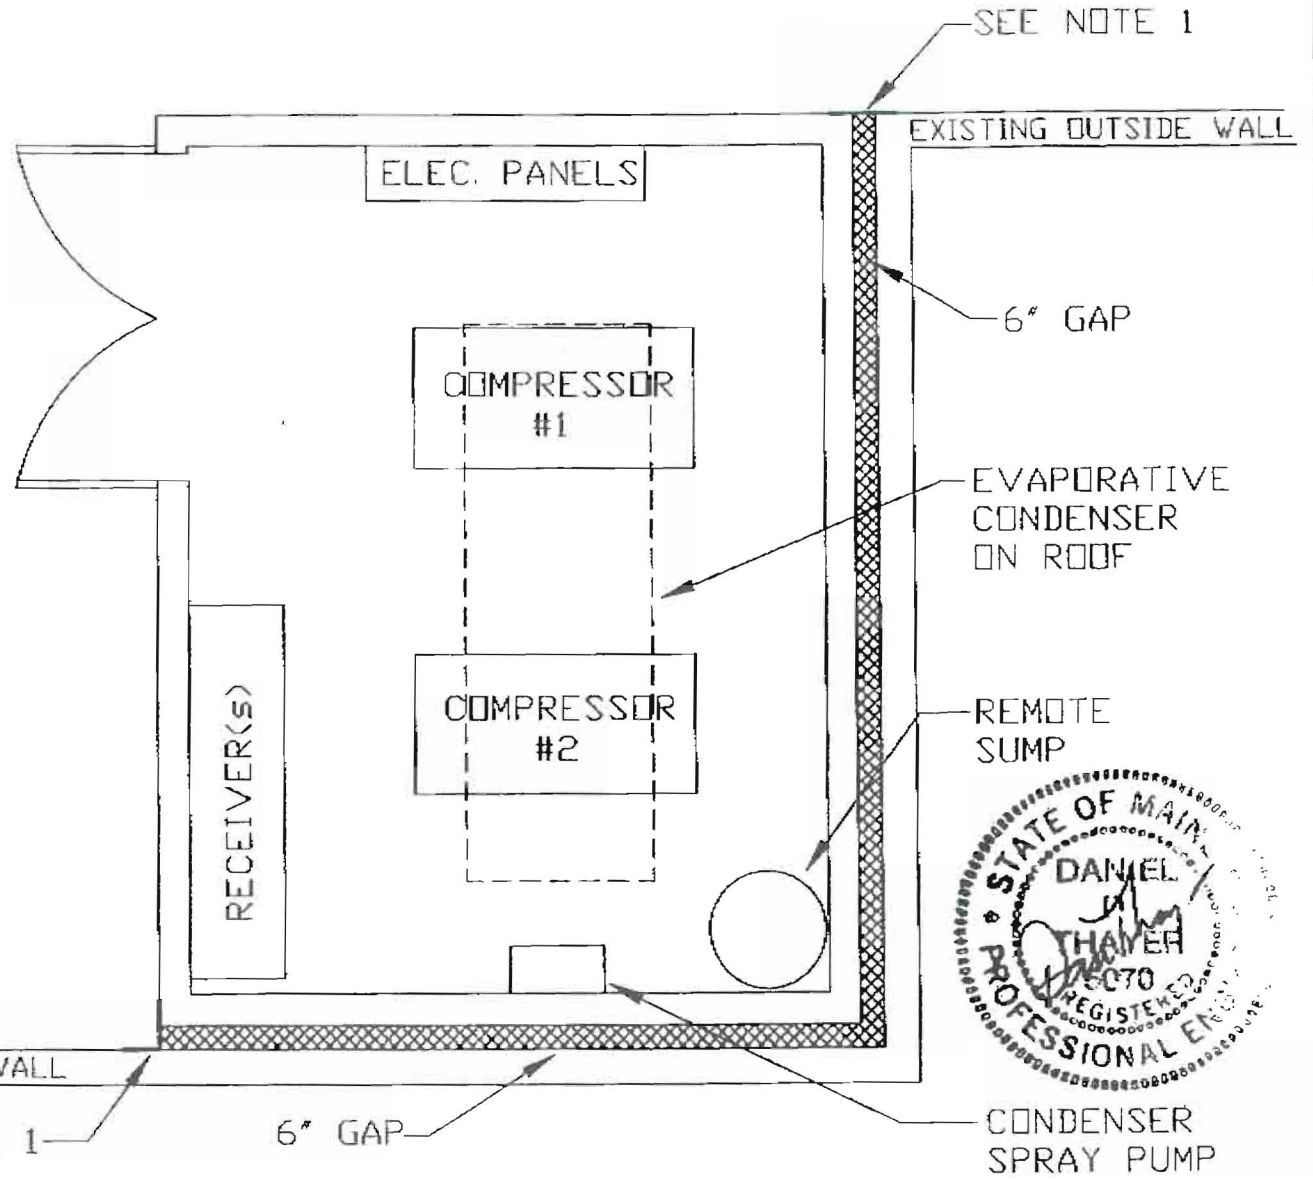 SEE NOTE 1
EXISTING OUTSIDE WALL
ELEC. PANELS
6" GAP
COMPRESSOR
#1
EVAPORATIVE
CONDENSER
ON ROOF
COMPRESSOR
#2
RECEIVER(s)
REMOTE
SUMP
STATE OF MAINE
DANIEL
THAYER
REGISTERED
PROFESSIONAL
WALL
1
6" GAP
CONDENSER
SPRAY PUMP